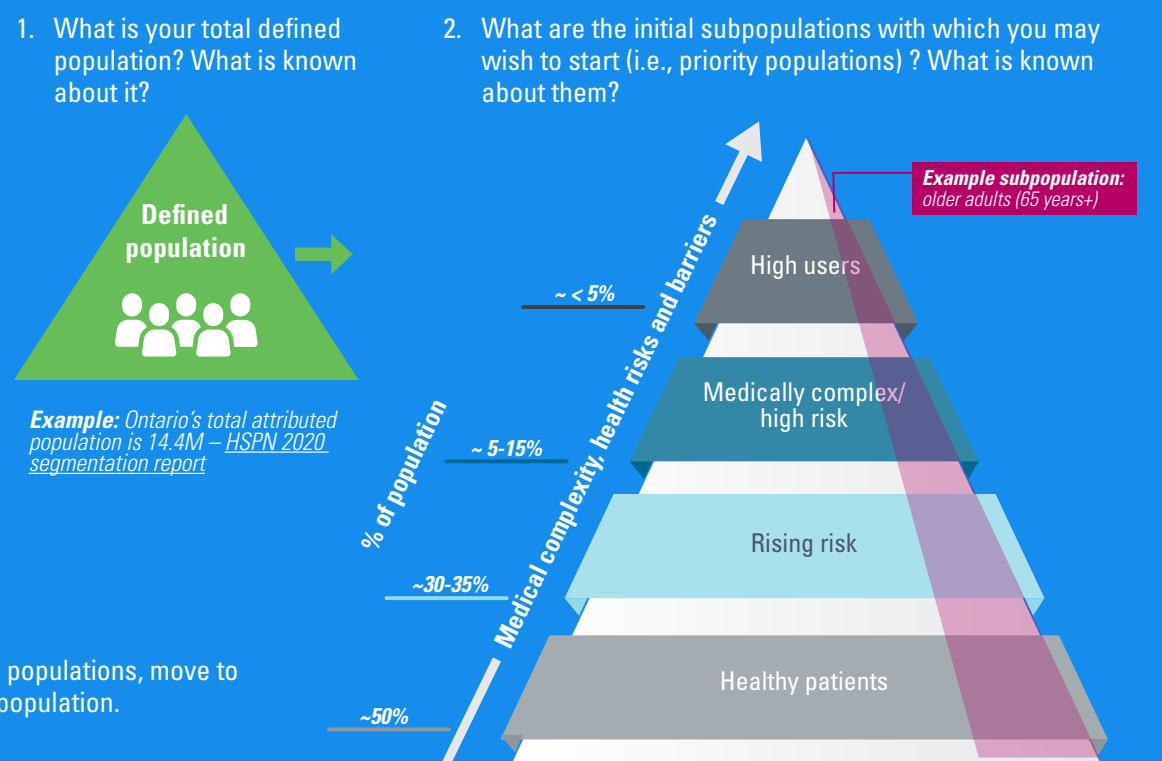 1. What is your total defined
population? What is known
about it?
Defined
population
Example: Ontario's total attributed
population is 14.4M – HSPN 2020
segmentation report
2. What are the initial subpopulations with which you may
wish to start (i.e., priority populations) ? What is known
about them?
Example subpopulation:
older adults (65 years+)
% of population
Medical complexity, health risks and barriers
~ < 5%
High users
~ 5-15%
Medically complex/
high risk
~30-35%
Rising risk
~50%
Healthy patients
populations, move to
population.